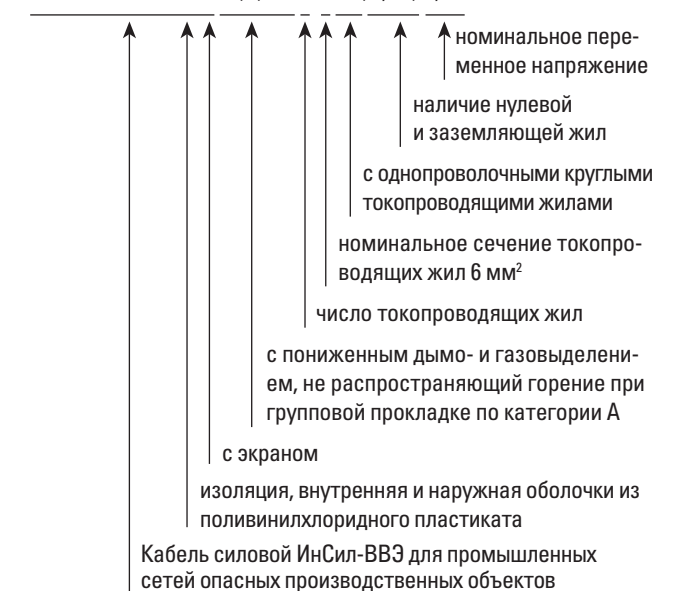 номинальное пере-
менное напряжение
наличие нулевой
и заземляющей жил
с однопроволочными круглыми
токопроводящими жилами
номинальное сечение токопро-
водящих жил 6 мм²
число токопроводящих жил
с пониженным дымо- и газовыделени-
ем, не распространяющий горение при
групповой прокладке по категории А
с экраном
изоляция, внутренняя и наружная оболочки из
поливинилхлоридного пластиката
Кабель силовой ИнСил-ВВЭ для промышленных
сетей опасных производственных объектов